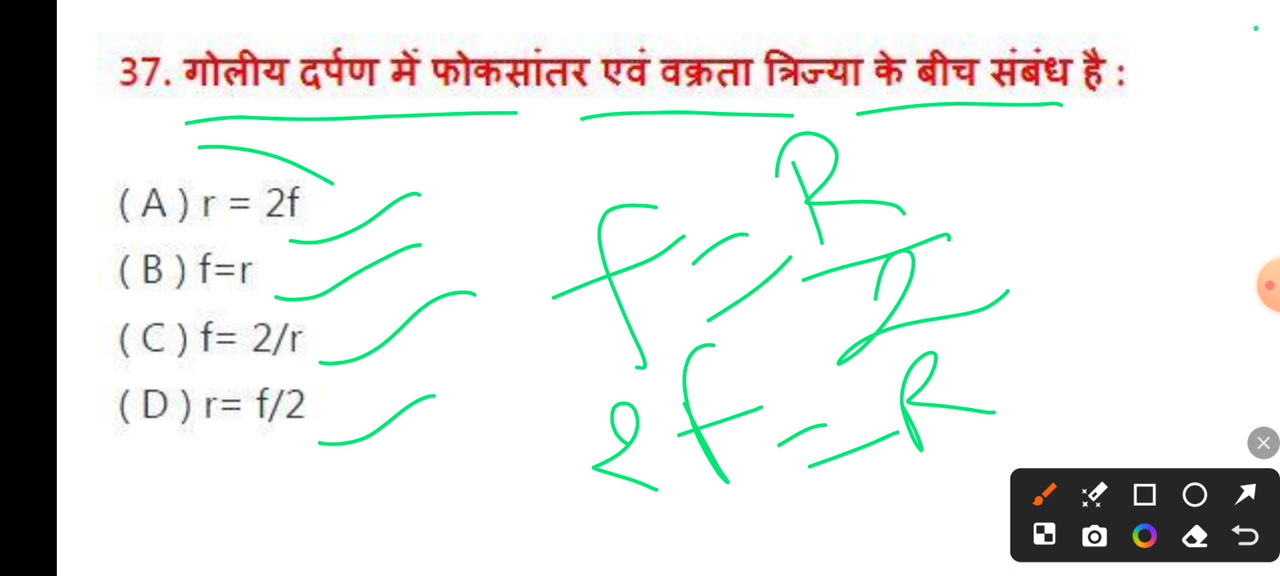 37. गोलीय दर्पण में फोकसांतर एवं वक्रता त्रिज्या के बीच संबंध है :
( A ) r = 2f
( B ) f=r
( C ) f= 2/r
( D ) r= f/2
f = R/2
2f = R